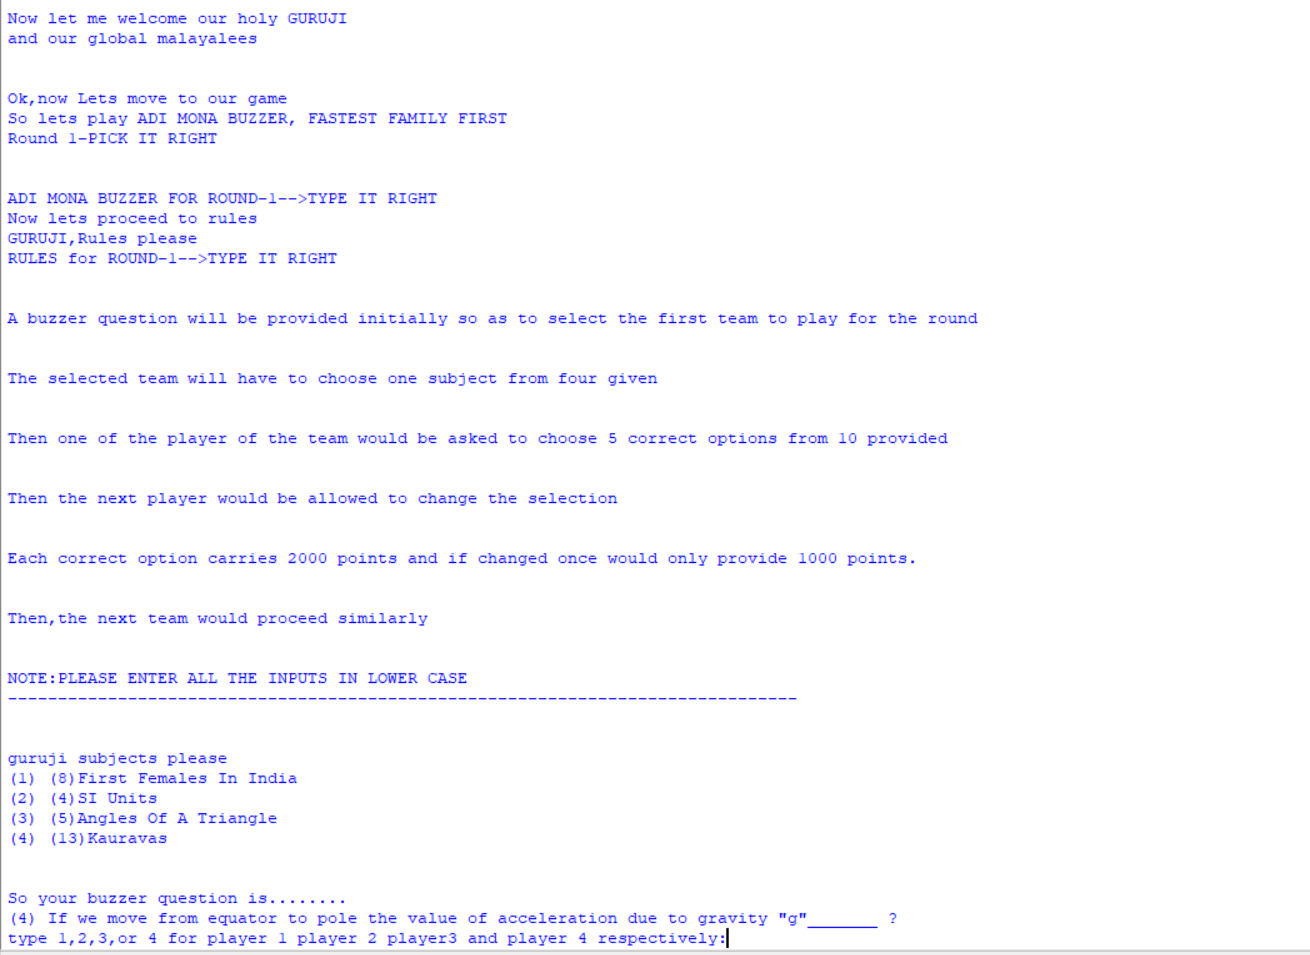 Now let me welcome our holy GURUJI
and our global malayalees
Ok,now Lets move to our game
So lets play ADI MONA BUZZER, FASTEST FAMILY FIRST
Round 1-PICK IT RIGHT
ADI MONA BUZZER FOR ROUND-1-->TYPE IT RIGHT
Now lets proceed to rules
GURUJI,Rules please
RULES for ROUND-1-->TYPE IT RIGHT
A buzzer question will be provided initially so as to select the first team to play for the round
The selected team will have to choose one subject from four given
Then one of the player of the team would be asked to choose 5 correct options from 10 provided
Then the next player would be allowed to change the selection
Each correct option carries 2000 points and if changed once would only provide 1000 points.
Then,the next team would proceed similarly
NOTE:PLEASE ENTER ALL THE INPUTS IN LOWER CASE
-------------------------------------------------------------------------------
guruji subjects please
(1) (8)First Females In India
(2) (4)SI Units
(3) (5)Angles Of A Triangle
(4) (13)Kauravas
So your buzzer question is........
(4) If we move from equator to pole the value of acceleration due to gravity "g"_______ ?
type 1,2,3,or 4 for player 1 player 2 player3 and player 4 respectively: